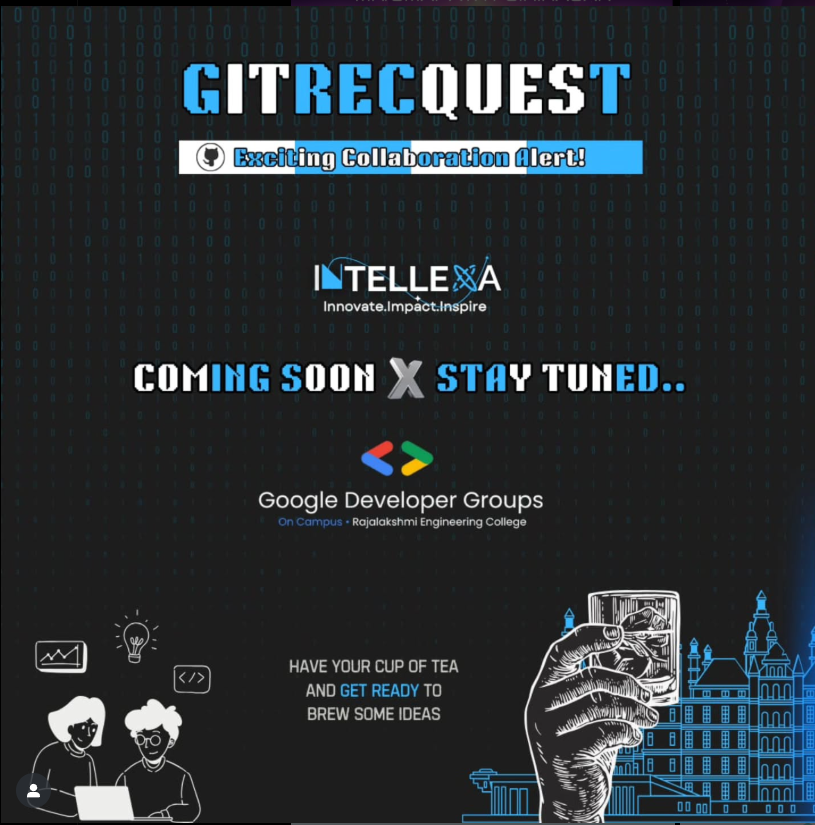 GITRECQUEST
Exciting Collaboration Alert!
INTELLEXA
Innovate.Impact.Inspire
COMING SOON X STAY TUNED..
Google Developer Groups
On Campus • Rajalakshmi Engineering College
</>
HAVE YOUR CUP OF TEA
AND GET READY TO
BREW SOME IDEAS